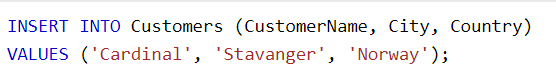 INSERT INTO Customers (CustomerName, City, Country)
VALUES ('Cardinal', 'Stavanger', 'Norway');